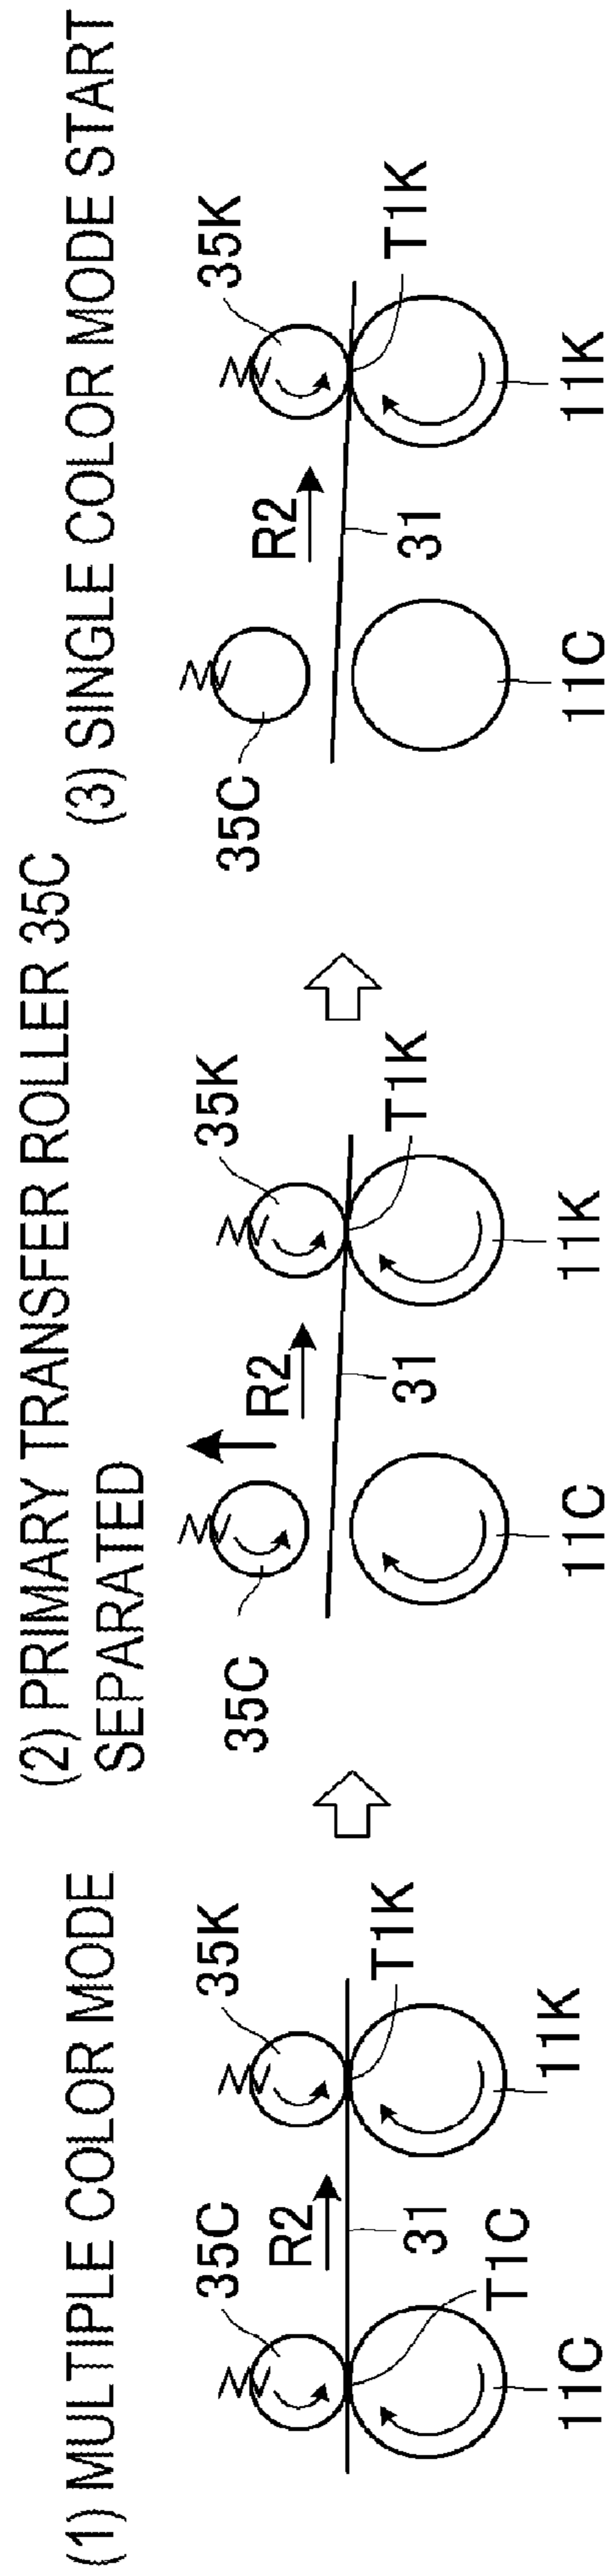 (1) MULTIPLE COLOR MODE
35C
35K
R2
T1K
31
T1C
11C
11K
(2) PRIMARY TRANSFER ROLLER 35C
SEPARATED
35C
35K
R2
T1K
31
11C
11K
(3) SINGLE COLOR MODE START
35C
35K
R2
T1K
31
11C
11K